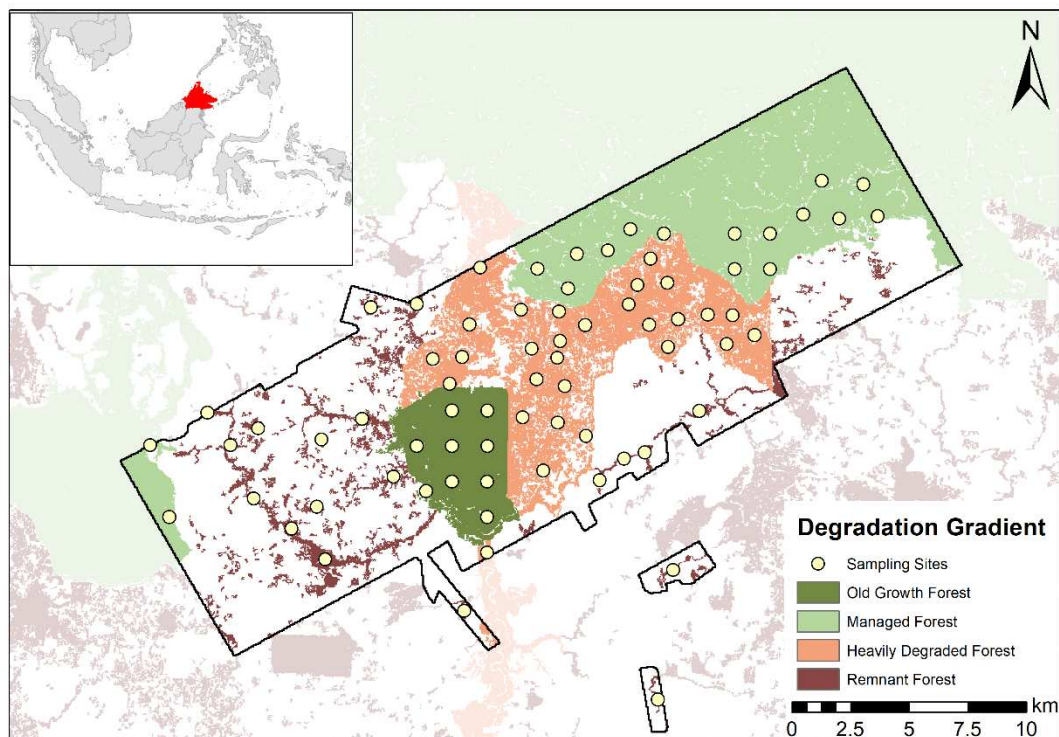 N
Degradation Gradient
Sampling Sites
Old Growth Forest
Managed Forest
Heavily Degraded Forest
Remnant Forest
km
0 2.5 5 7.5 10